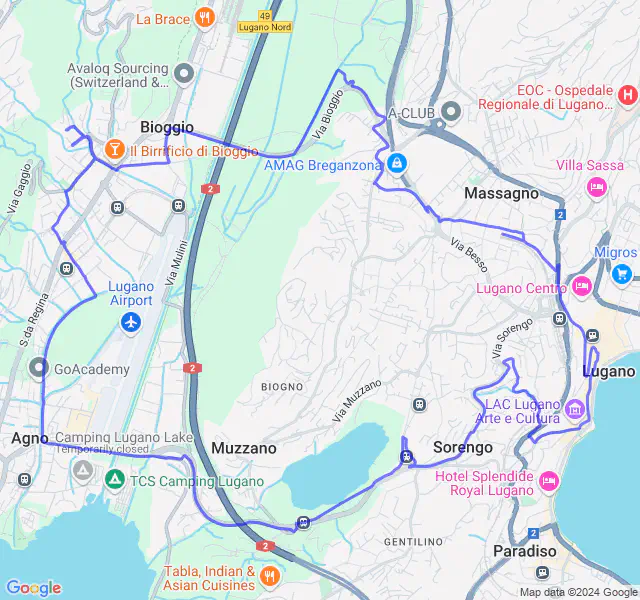 La Brace
49
Lugano Nord
Avaloq Sourcing
(Switzerland &...
A-CLUB
EOC - Ospedale
Regionale di Lugano...
Bioggio
Via Bioggio
Il Birrificio di Bioggio
AMAG Breganzona
Villa Sassa
Massagno
Via Gaggio
2
2
Via Besso
Migros
Via Mulini
Lugano
Airport
Lugano Centro
S da Regina
Via Sorengo
2
GoAcademy
Lugano
BIOGNO
Via Muzzano
LAC Lugano
Arte e Cultura
Agno
Camping Lugano Lake
Temporarily closed
Muzzano
Sorengo
TCS Camping Lugano
Hotel Splendide
Royal Lugano
2
2
GENTILINO
Paradiso
Tabla, Indian &
Asian Cuisines
Google
Map data ©2024 Google